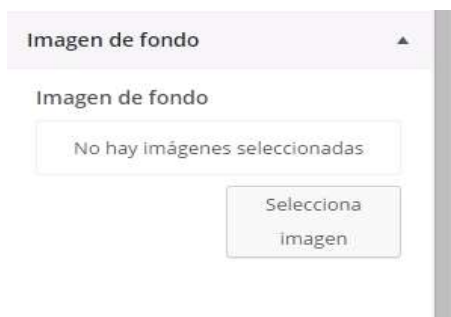 Imagen de fondo
Imagen de fondo
No hay imágenes seleccionadas
Selecciona
imagen